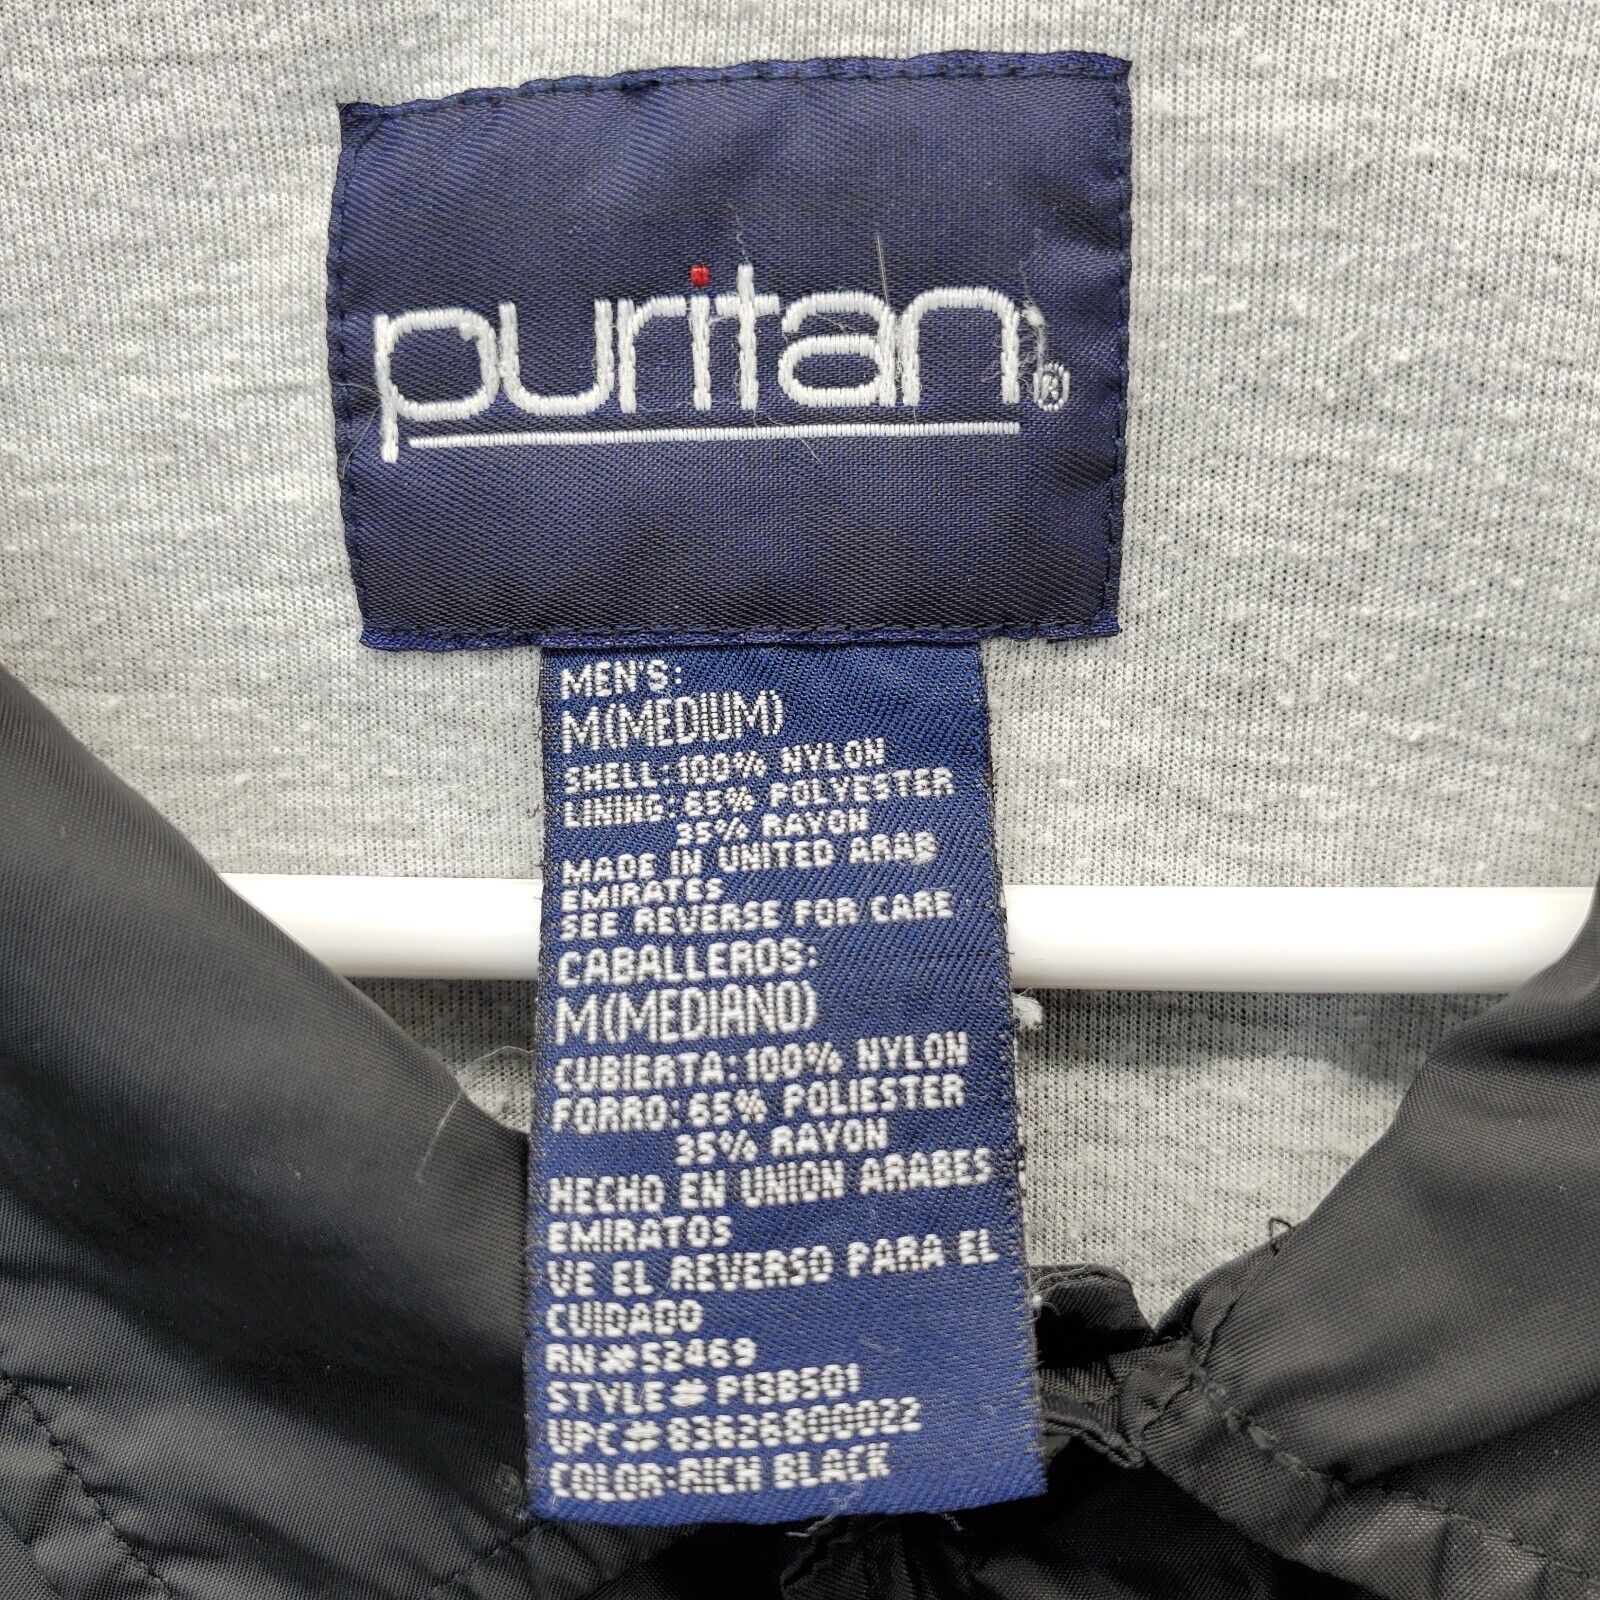 puritan®
MEN'S:
M(MEDIUM)
SHELL:100% NYLON
LINING:65% POLYESTER
35% RAYON
MADE IN UNITED ARAB
EMIRATES
SEE REVERSE FOR CARE
CABALLEROS:
M(MEDIANO)
CUBIERTA:100% NYLON
FORRO:65% POLIESTER
35% RAYON
HECHO EN UNION ARABES
EMIRATOS
VE EL REVERSO PARA EL
CUIDADO
RN#52469
STYLE#P138501
UPC#83626800022
COLOR:RICH BLACK